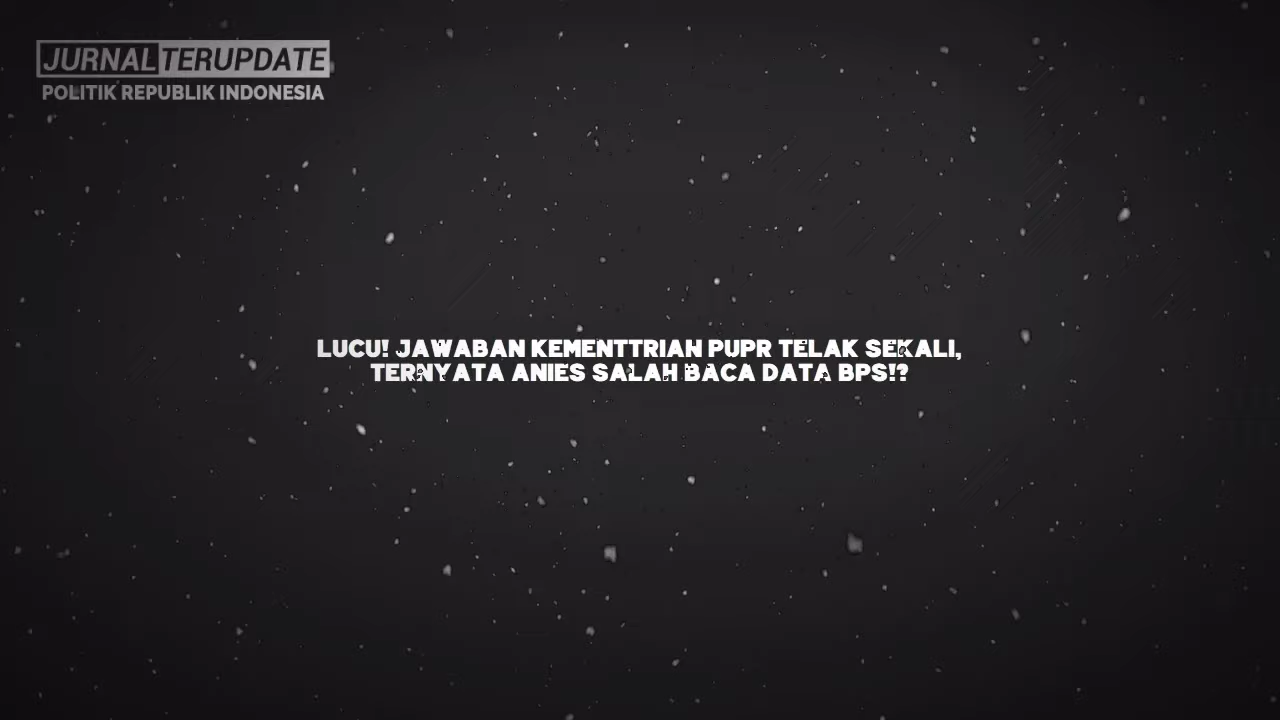 JURNALTERUPDATE
POLITIK REPUBLIK INDONESIA
LUCU! JAWABAN KEMENTTRIAN PUPR TELAK SEKALI,
TERNYATA ANIES SALAH BACA DATA BPS!?